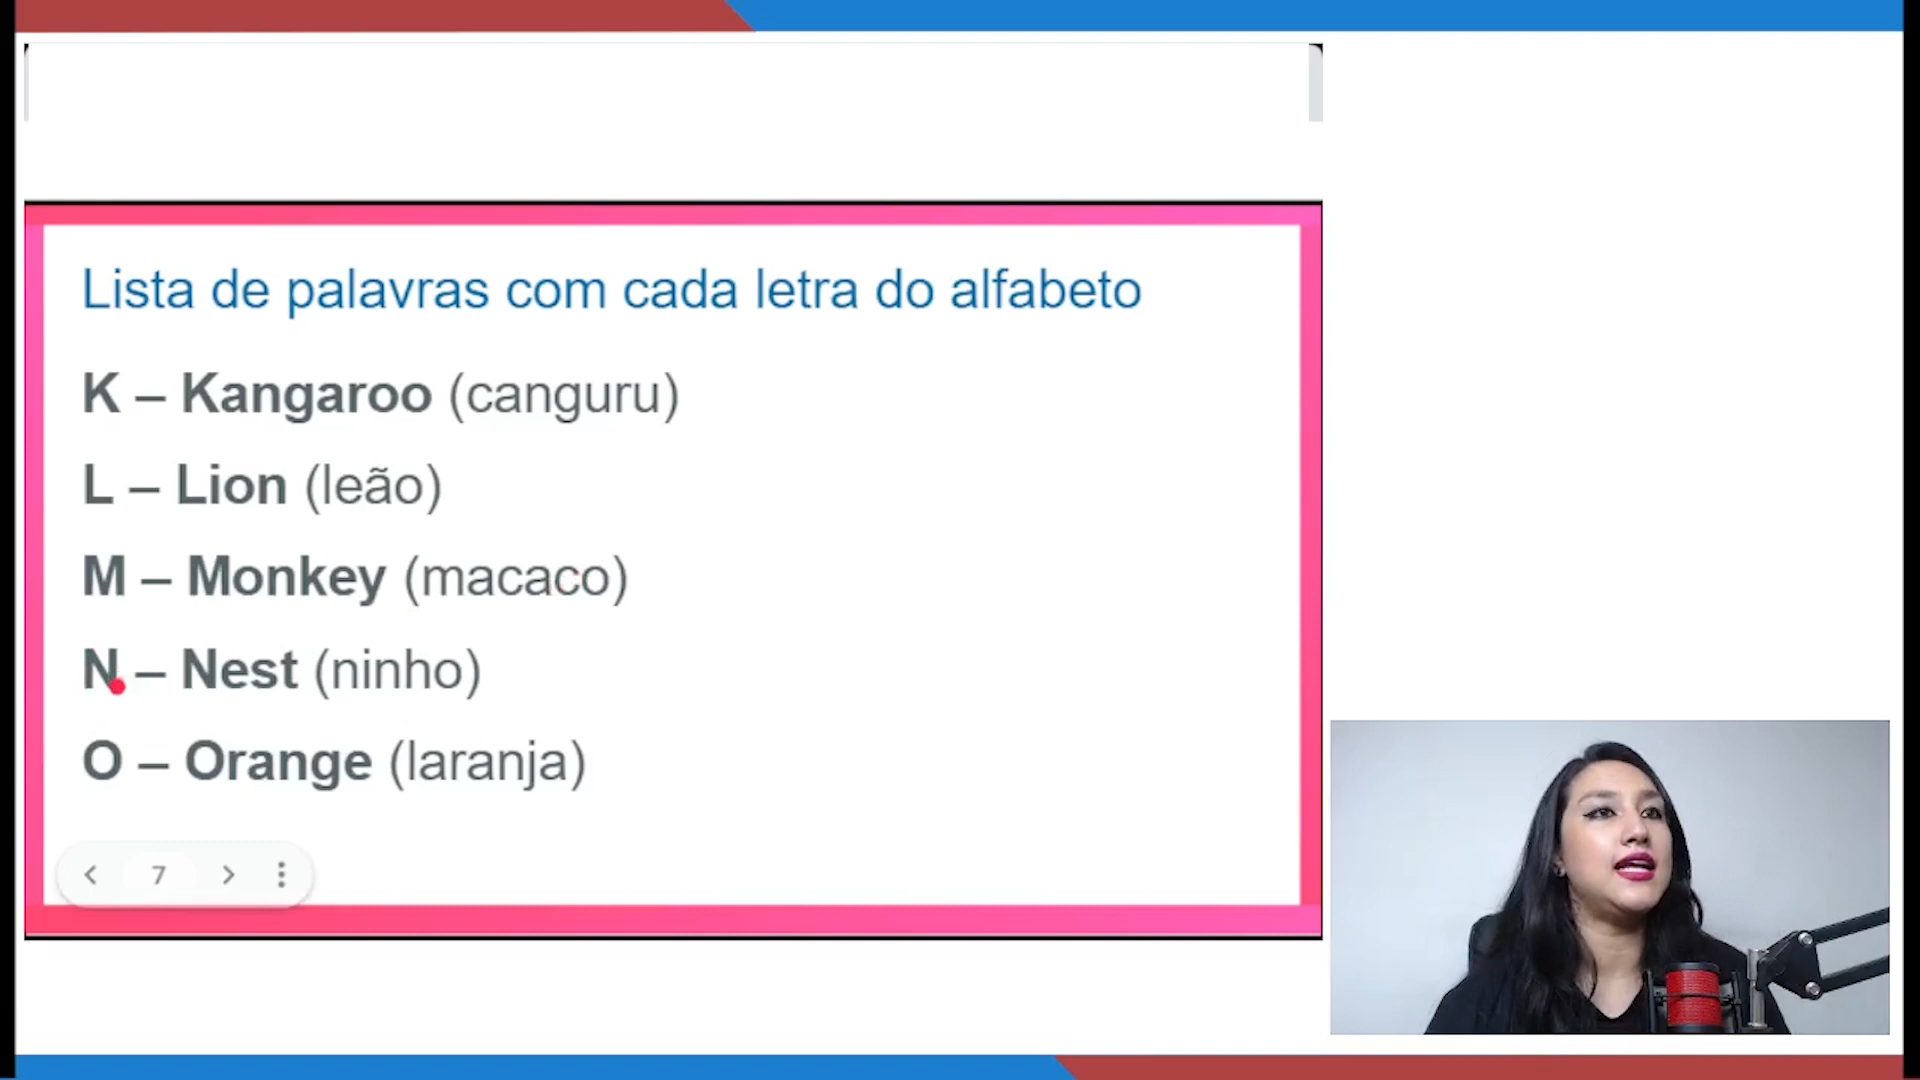 Lista de palavras com cada letra do alfabeto
K – Kangaroo (canguru)
L – Lion (leão)
M – Monkey (macaco)
N – Nest (ninho)
O – Orange (laranja)
7